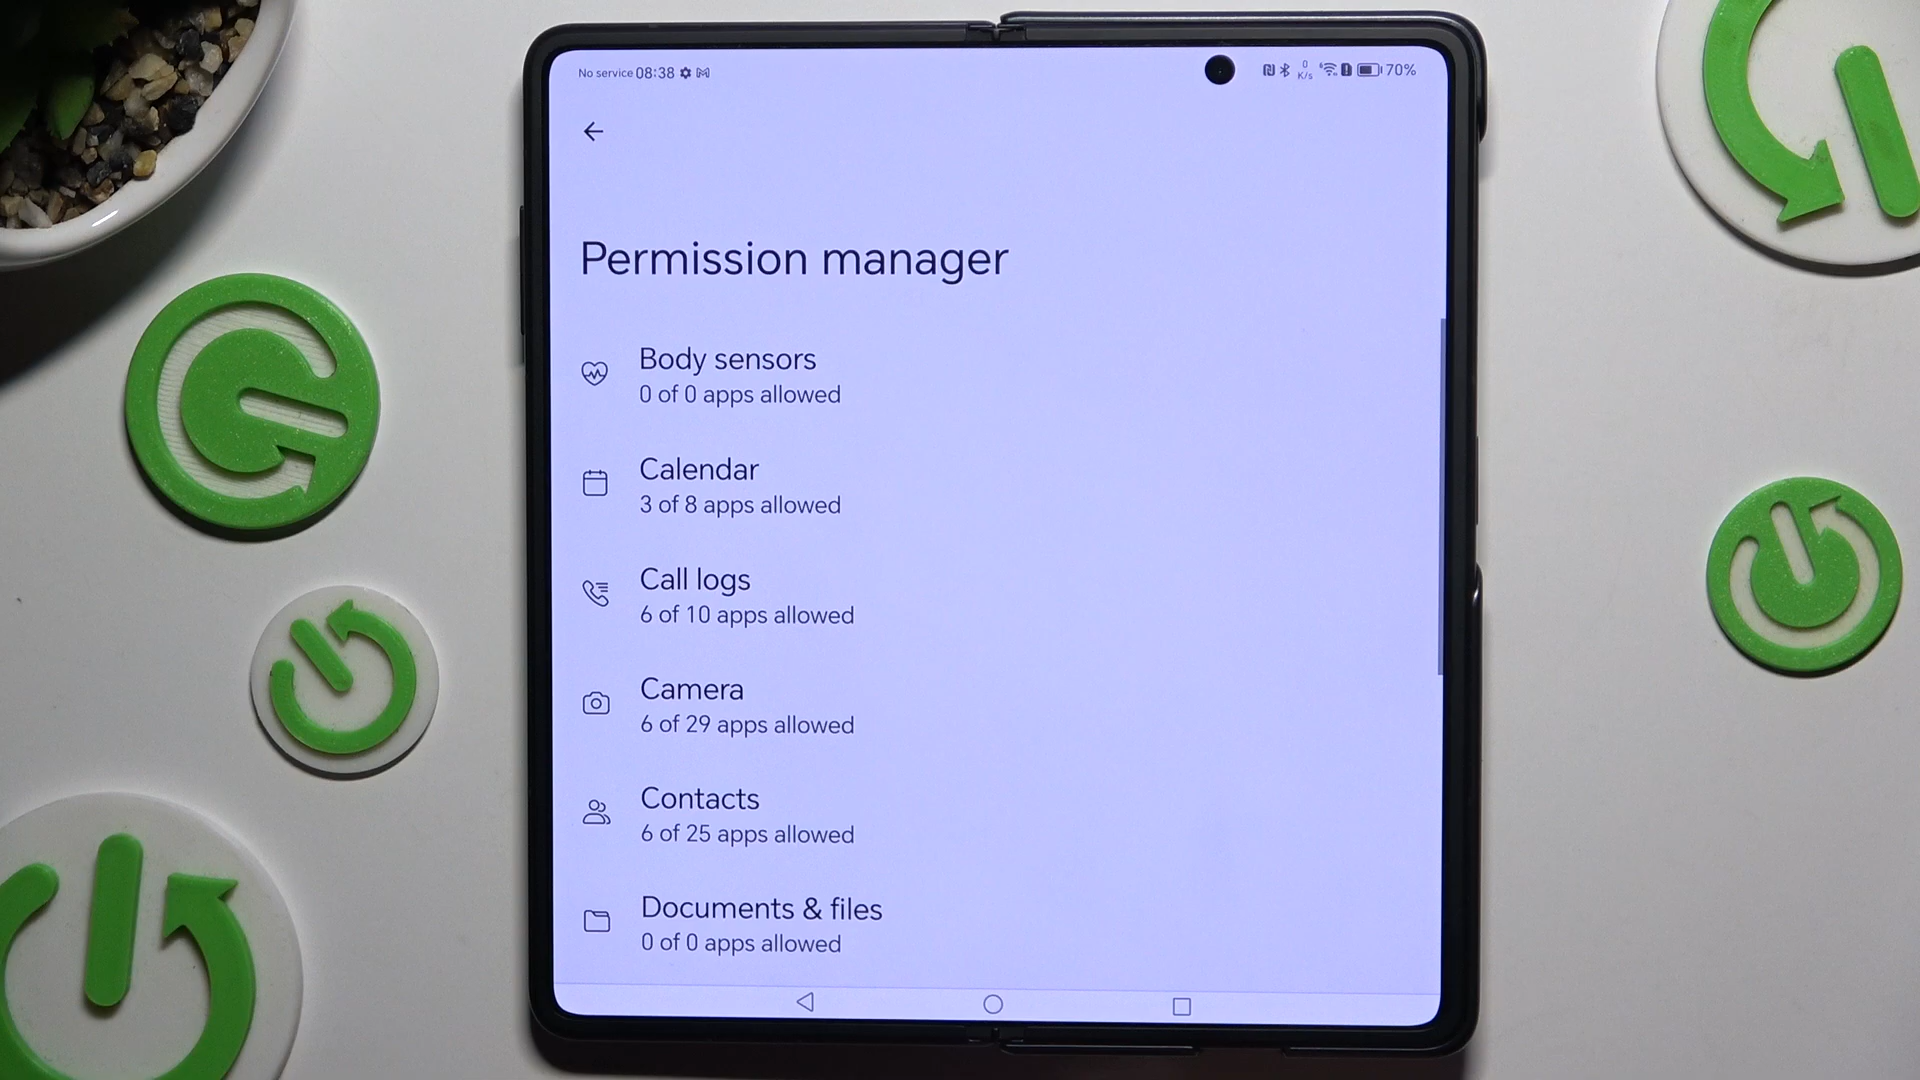 No service 08:38
0 K/s 70%
Permission manager
Body sensors
0 of 0 apps allowed
Calendar
3 of 8 apps allowed
Call logs
6 of 10 apps allowed
Camera
6 of 29 apps allowed
Contacts
6 of 25 apps allowed
Documents & files
0 of 0 apps allowed